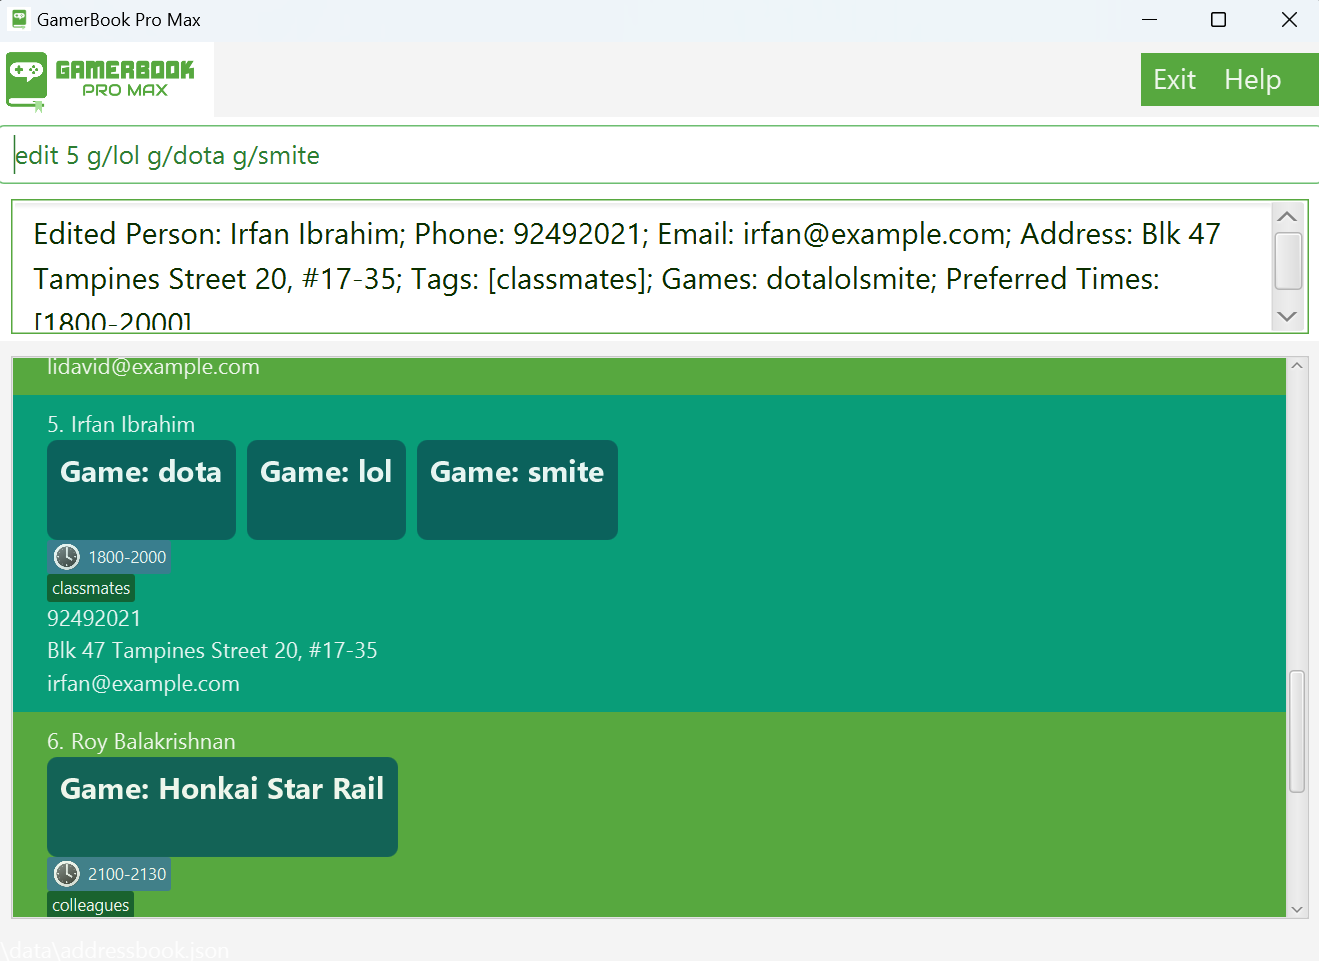 GamerBook Pro Max
GAMERBOOK
PRO MAX
Exit Help
edit 5 g/lol g/dota g/smite
Edited Person: Irfan Ibrahim; Phone: 92492021; Email: irfan@example.com; Address: Blk 47
Tampines Street 20, #17-35; Tags: [classmates]; Games: dotalolsmite; Preferred Times:
[1800-2000]
lidavid@example.com
5. Irfan Ibrahim
Game: dota Game: lol Game: smite
1800-2000
classmates
92492021
Blk 47 Tampines Street 20, #17-35
irfan@example.com
6. Roy Balakrishnan
Game: Honkai Star Rail
2100-2130
colleagues
\data\addressbook.json